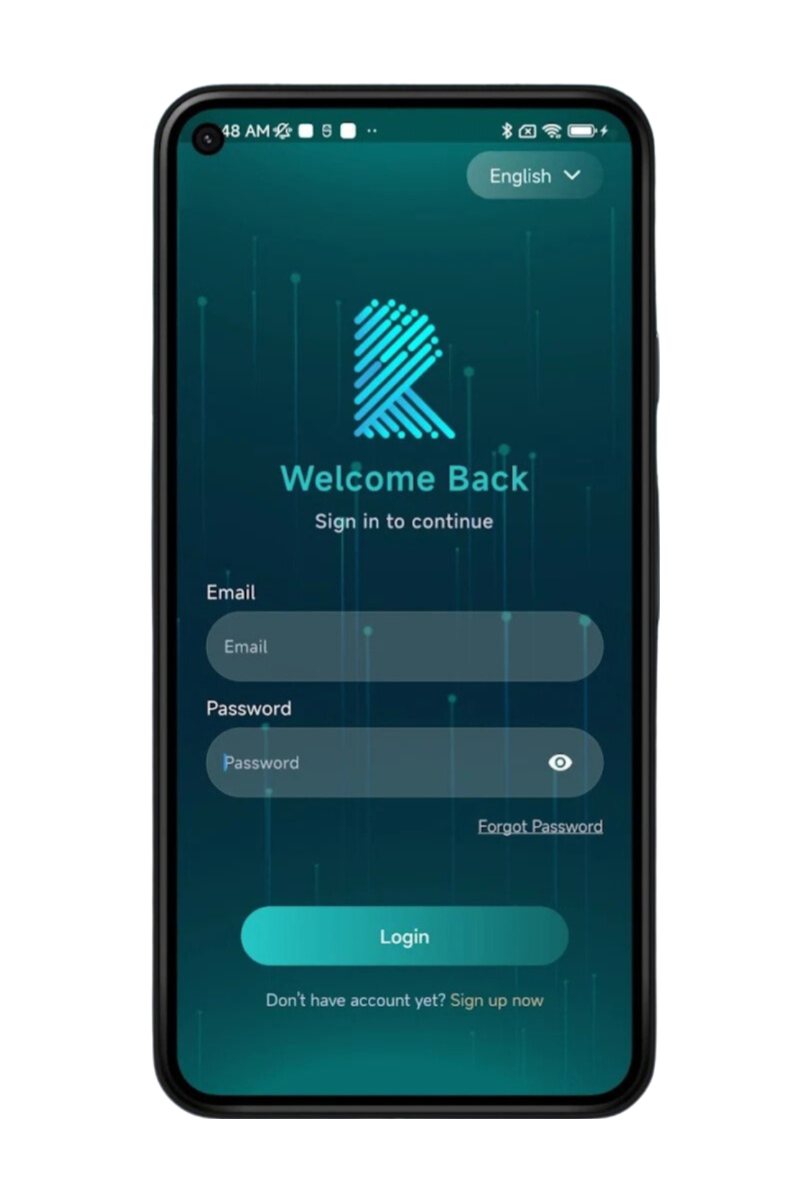 48 AM
English
Welcome Back
Sign in to continue
Email
Email
Password
Password
Forgot Password
Login
Don't have account yet? Sign up now